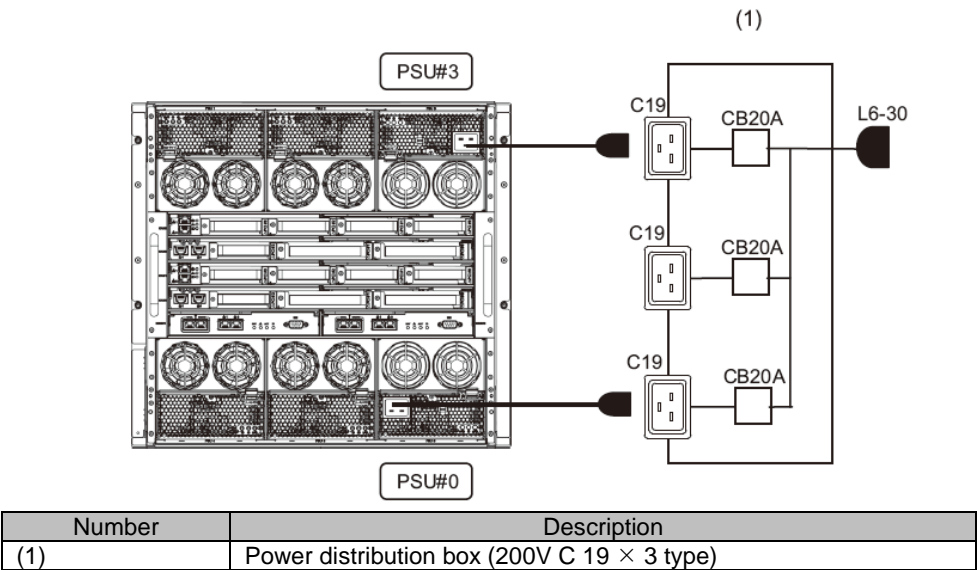 (1)
PSU#3
C19
CB20A
L6-30
C19
CB20A
C19
CB20A
PSU#0
Number Description
(1) Power distribution box (200V C 19 × 3 type)